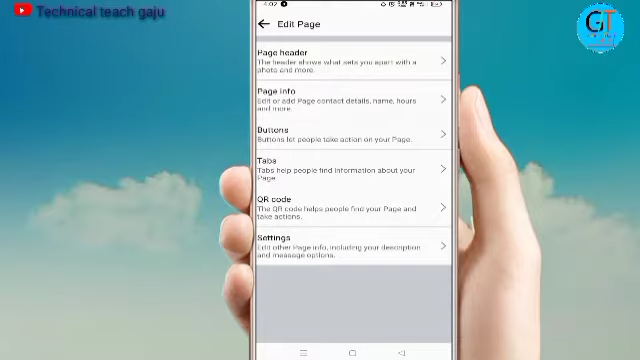 Technical teach gaju
4:02
Edit Page
GT
Page header
The header shows what sets you apart with a
photo and more.
Page info
Edit or add Page contact details, name, hours
and more.
Buttons
Buttons let people take action on your Page.
Tabs
Tabs help people find information about your
Page.
QR code
The QR code helps people find your Page and
take actions.
Settings
Edit other Page info, including your description
and message options.